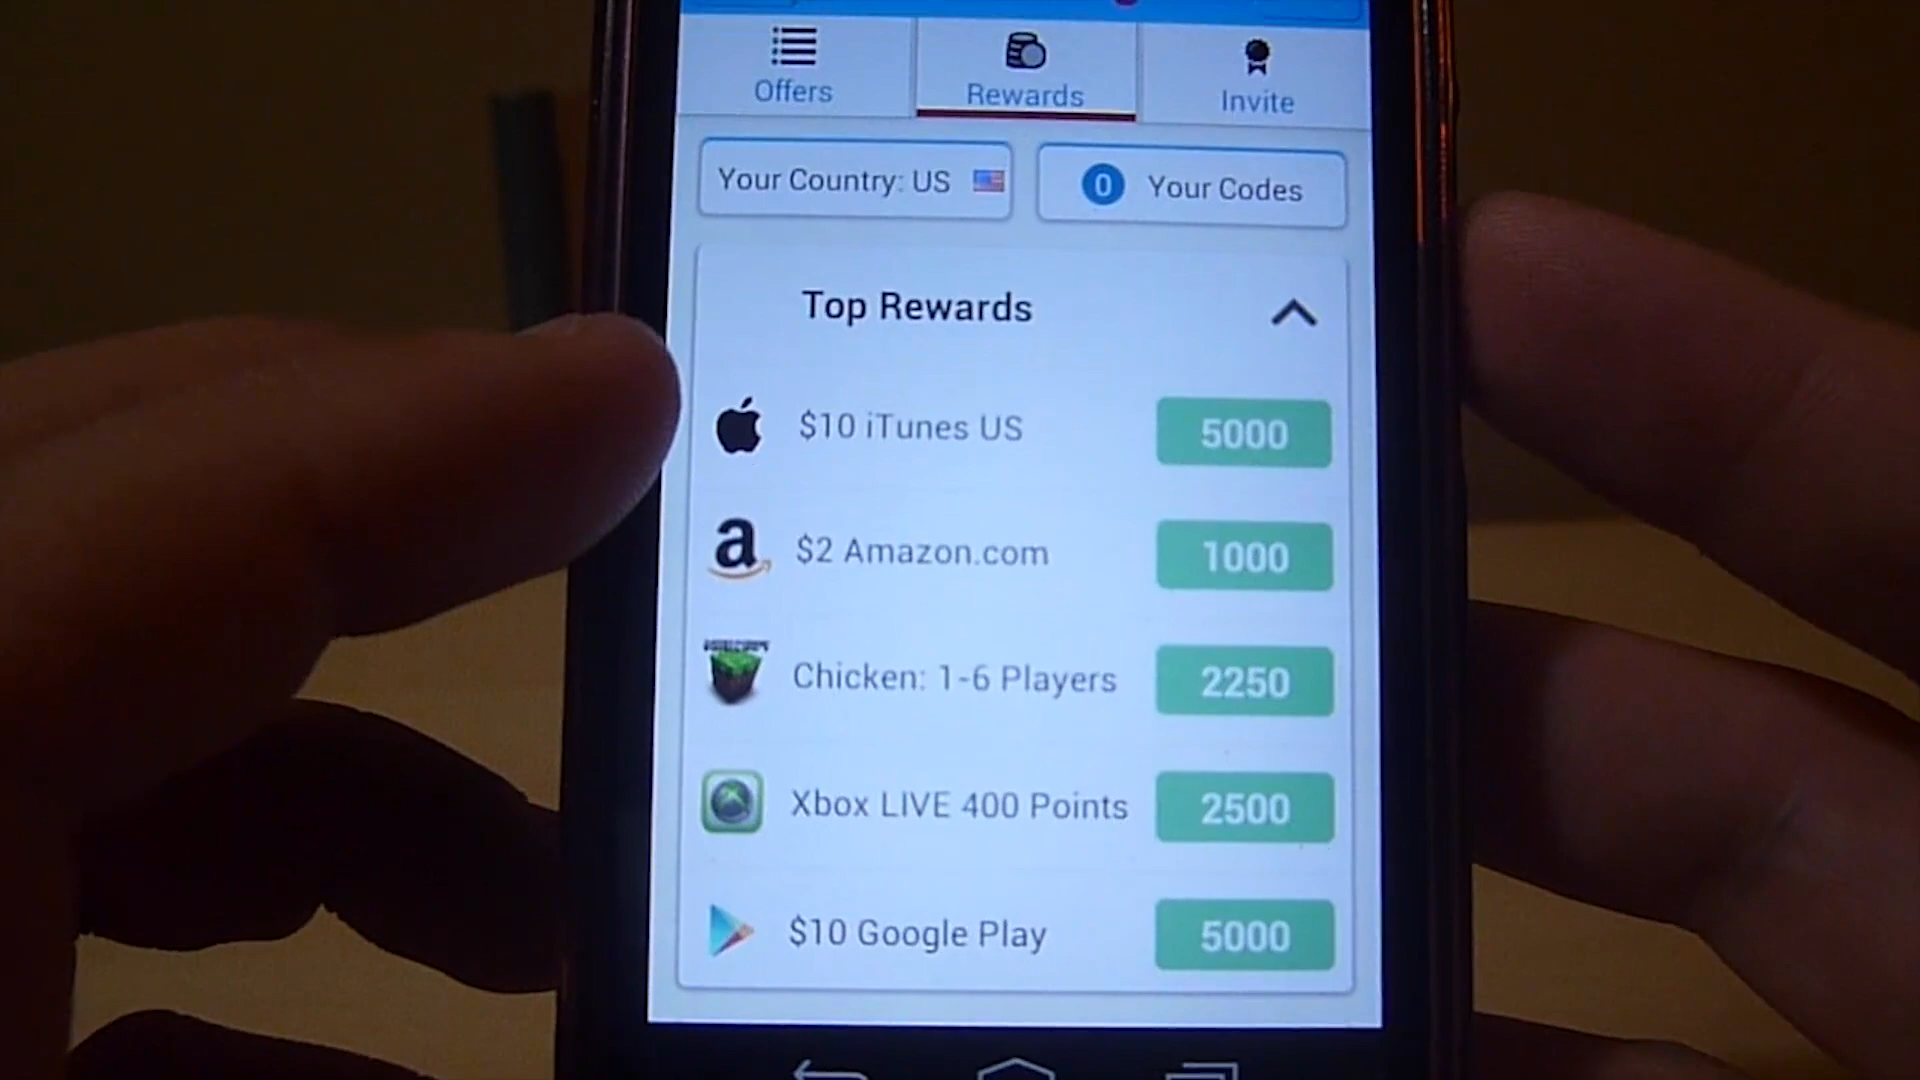 Offers
Rewards
Invite
Your Country: US
0 Your Codes
Top Rewards
$10 iTunes US 5000
a $2 Amazon.com 1000
MINECRAFT
Chicken: 1-6 Players 2250
Xbox LIVE 400 Points 2500
$10 Google Play 5000